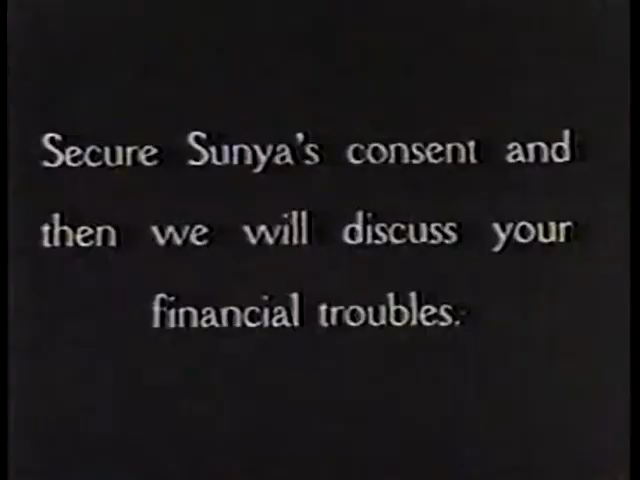 Secure Sunya's consent and
then we will discuss your
financial troubles.